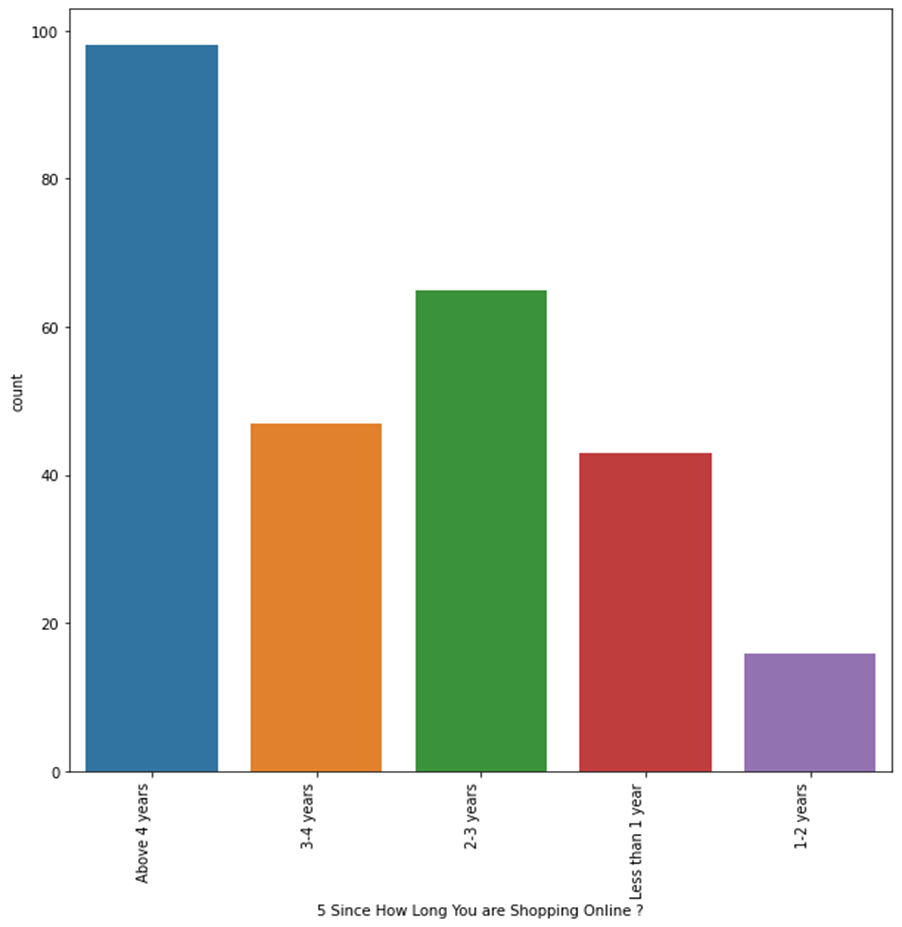 100
80
60
40
20
0
count
Above 4 years
3-4 years
2-3 years
Less than 1 year
1-2 years
5 Since How Long You are Shopping Online ?